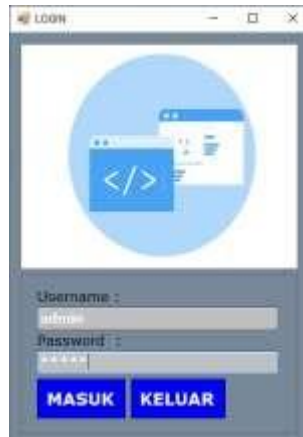 LOGIN
</>
Username :
admin
Password :
*****
MASUK KELUAR